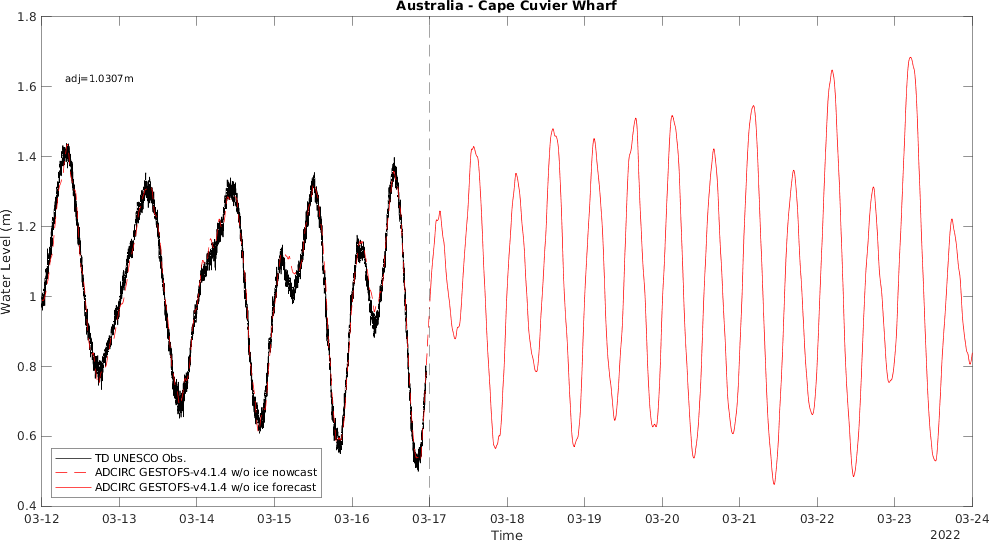 Australia - Cape Cuvier Wharf
adj=1.0307m
Water Level (m)
1.8
1.6
1.4
1.2
1
0.8
0.6
0.4
TD UNESCO Obs.
ADCIRC GESTOFS-v4.1.4 w/o ice nowcast
ADCIRC GESTOFS-v4.1.4 w/o ice forecast
03-12 03-13 03-14 03-15 03-16 03-17 03-18 03-19 03-20 03-21 03-22 03-23 03-24
Time
2022